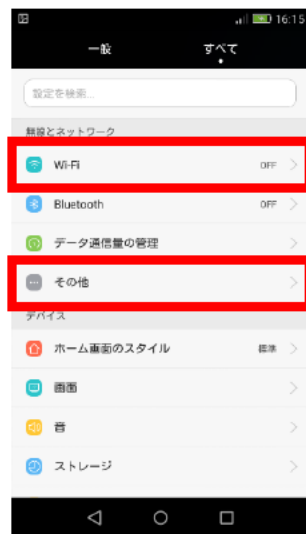 16:15
一般 すべて
設定を検索...
無線とネットワーク
Wi-Fi OFF
Bluetooth OFF
データ通信量の管理
その他
デバイス
ホーム画面のスタイル 標準
画面
音
ストレージ